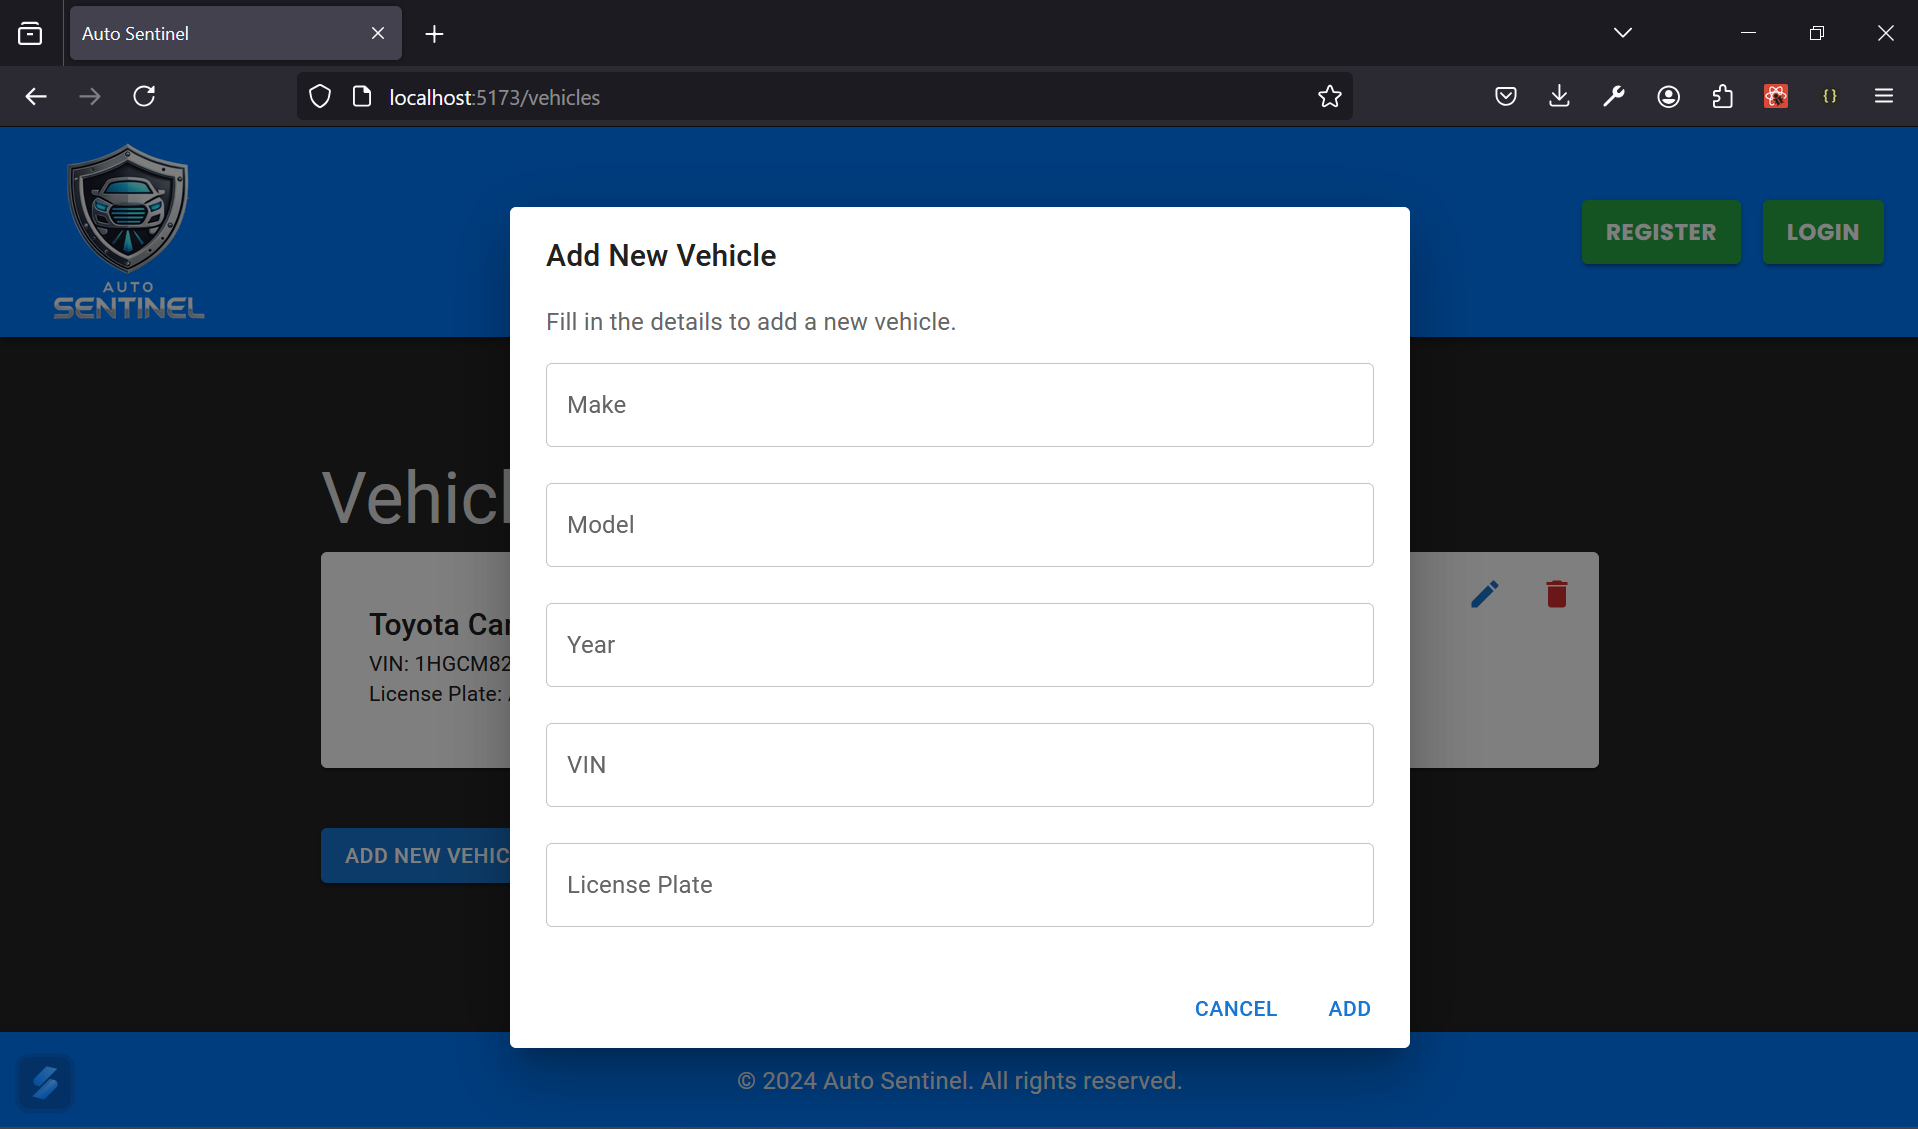 Auto Sentinel
localhost:5173/vehicles
{}
AUTO
SENTINEL
REGISTER
LOGIN
Add New Vehicle
Fill in the details to add a new vehicle.
Make
Model
Year
VIN
License Plate
CANCEL
ADD
Vehicl
Toyota Ca
VIN: 1HGCM82
License Plate:
ADD NEW VEHIC
© 2024 Auto Sentinel. All rights reserved.